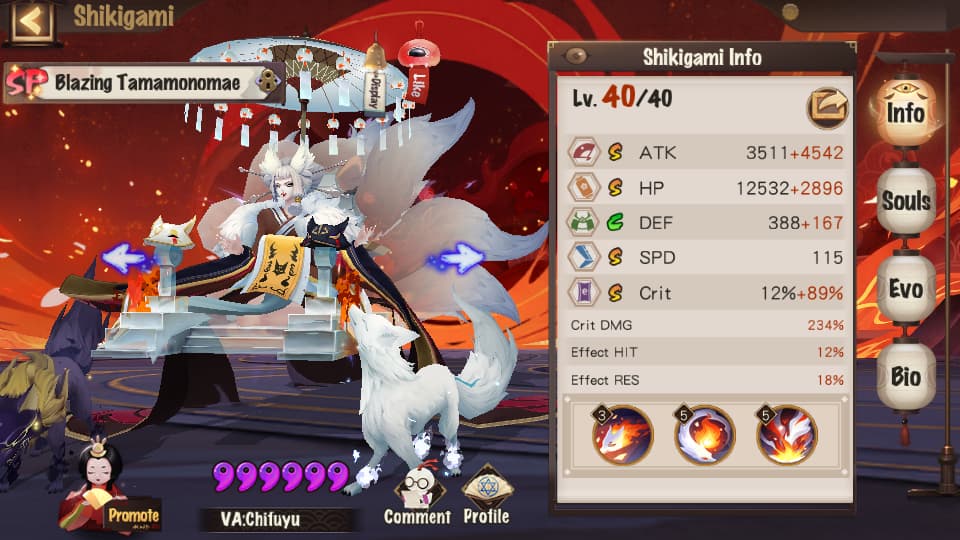 Shikigami
SP Blazing Tamamonomae
Display
Like
Shikigami Info
Lv. 40/40
ATK 3511+4542
HP 12532+2896
DEF 388+167
SPD 115
Crit 12%+89%
Crit DMG 234%
Effect HIT 12%
Effect RES 18%
3 5 5
Info
Souls
Evo
Bio
Promote
VA:Chifuyu
Comment
Profile